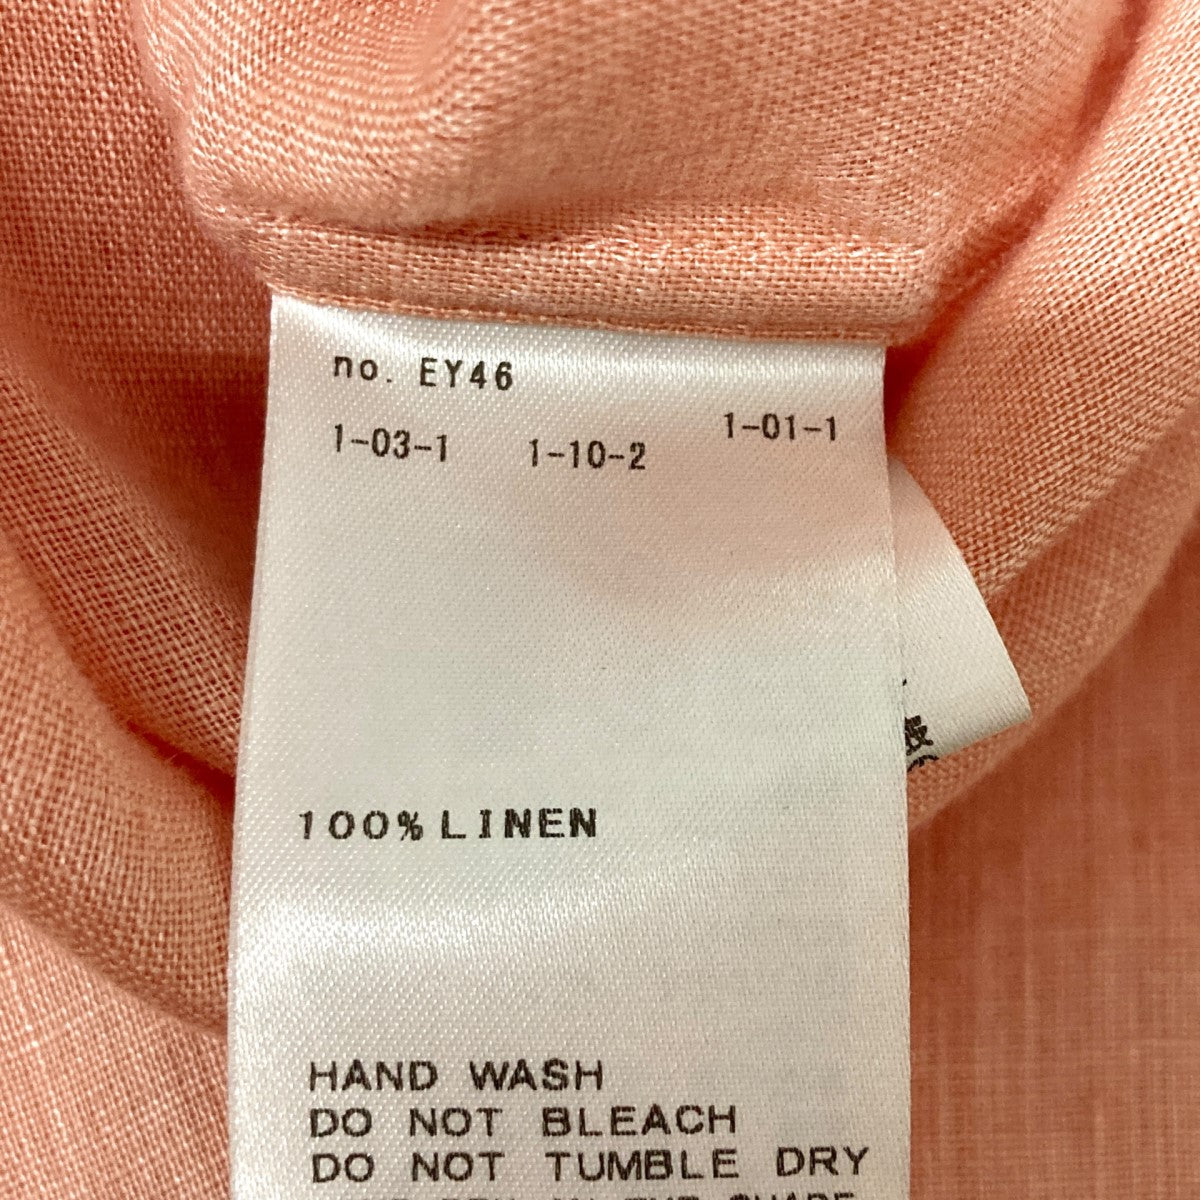 no. EY46
1-03-1 1-10-2 1-01-1
100% LINEN
HAND WASH
DO NOT BLEACH
DO NOT TUMBLE DRY